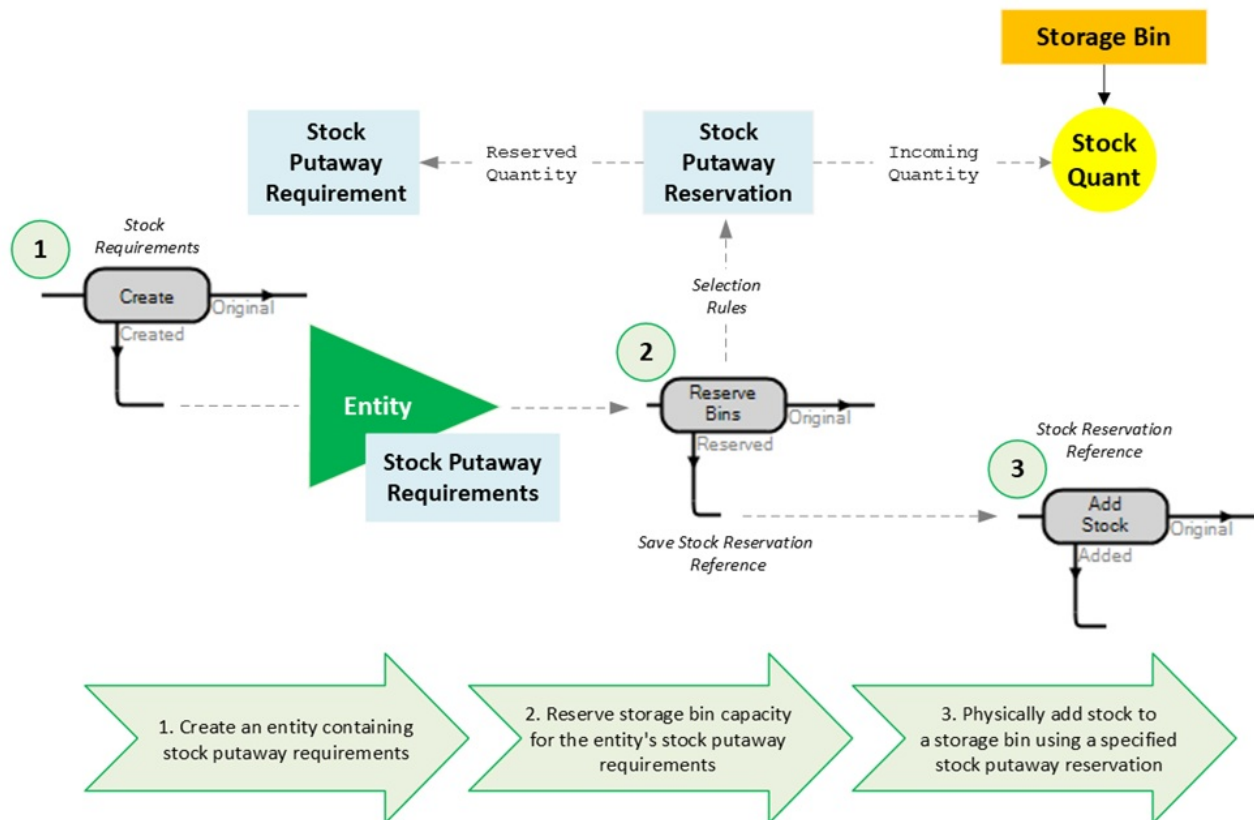 Storage Bin
Stock
Putaway
Requirement
Reserved
Quantity
Stock
Putaway
Reservation
Incoming
Quantity
Stock
Quant
1
Stock
Requirements
Create
Original
Created
Selection
Rules
Entity
Stock Putaway
Requirements
2
Reserve
Bins
Original
Reserved
Save Stock Reservation
Reference
Stock Reservation
Reference
3
Add
Stock
Original
Added
1. Create an entity containing
stock putaway requirements
2. Reserve storage bin capacity
for the entity's stock putaway
requirements
3. Physically add stock to
a storage bin using a specified
stock putaway reservation